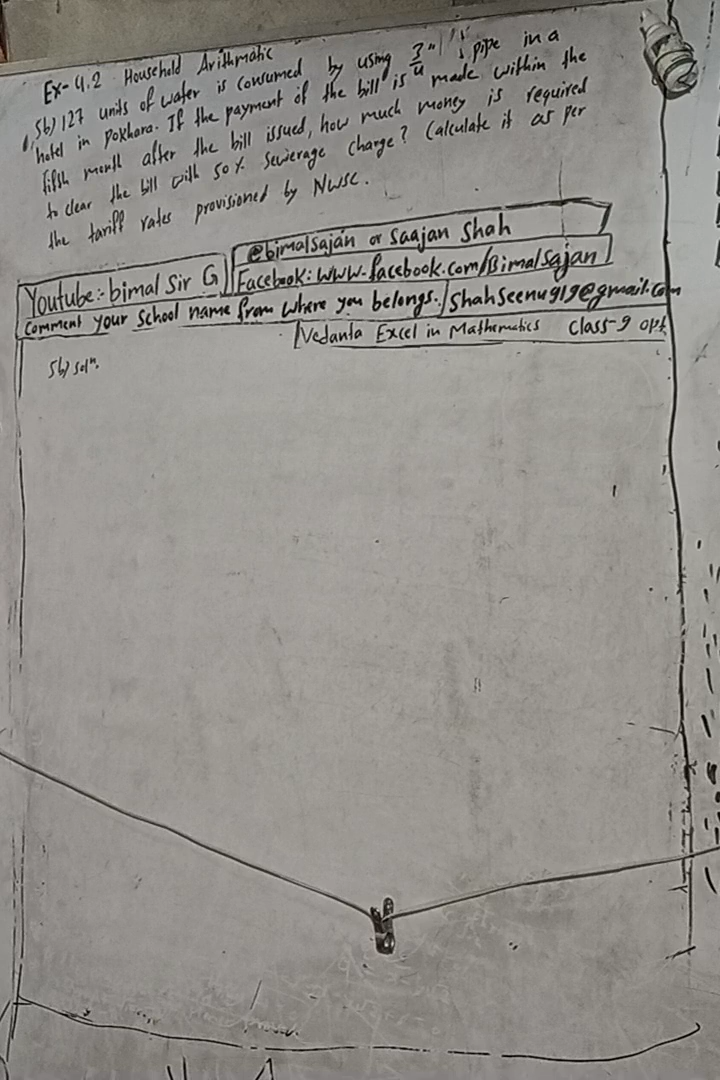 Ex- 4.2 Household Arithmatic
5b) 127 units of water is consumed by using 3/4" pipe in a
hotel in Pokhara. If the payment of the bill is made within the
fifth month after the bill issued, how much money is required
to clear the bill with 50% sewerage charge? Calculate it as per
the tariff rates provisioned by NWSC.
@bimalsajan or Saajan Shah
Youtube:- bimal Sir G
Facebook: www.facebook.com/Bimalsajan
Comment your school name from where you belongs. Shahseenu919@gmail.com
Vedanta Excel in Mathematics Class-9 opt
5b) solⁿ.